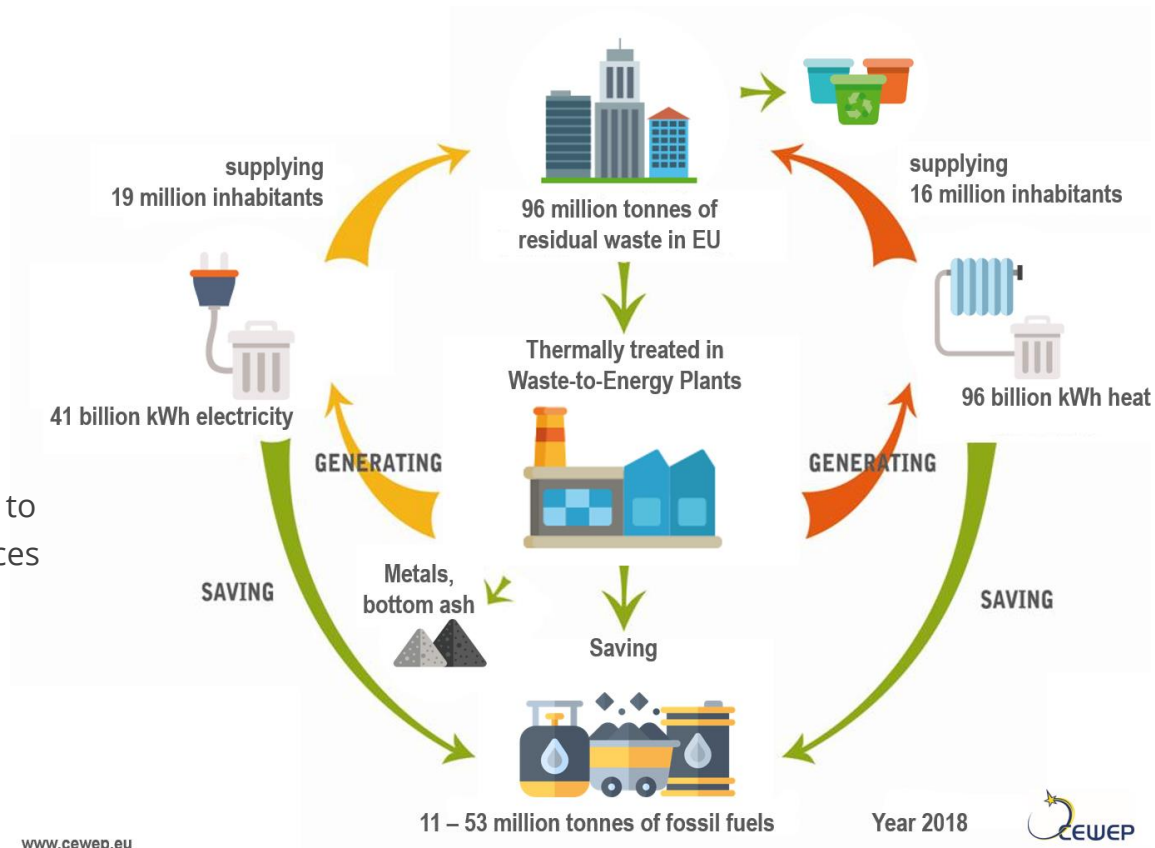 supplying
19 million inhabitants
supplying
16 million inhabitants
96 million tonnes of
residual waste in EU
Thermally treated in
Waste-to-Energy Plants
41 billion kWh electricity
96 billion kWh heat
GENERATING
GENERATING
to
ces
Metals,
bottom ash
SAVING
SAVING
Saving
11 – 53 million tonnes of fossil fuels
Year 2018
CEWEP
www.cewep.eu